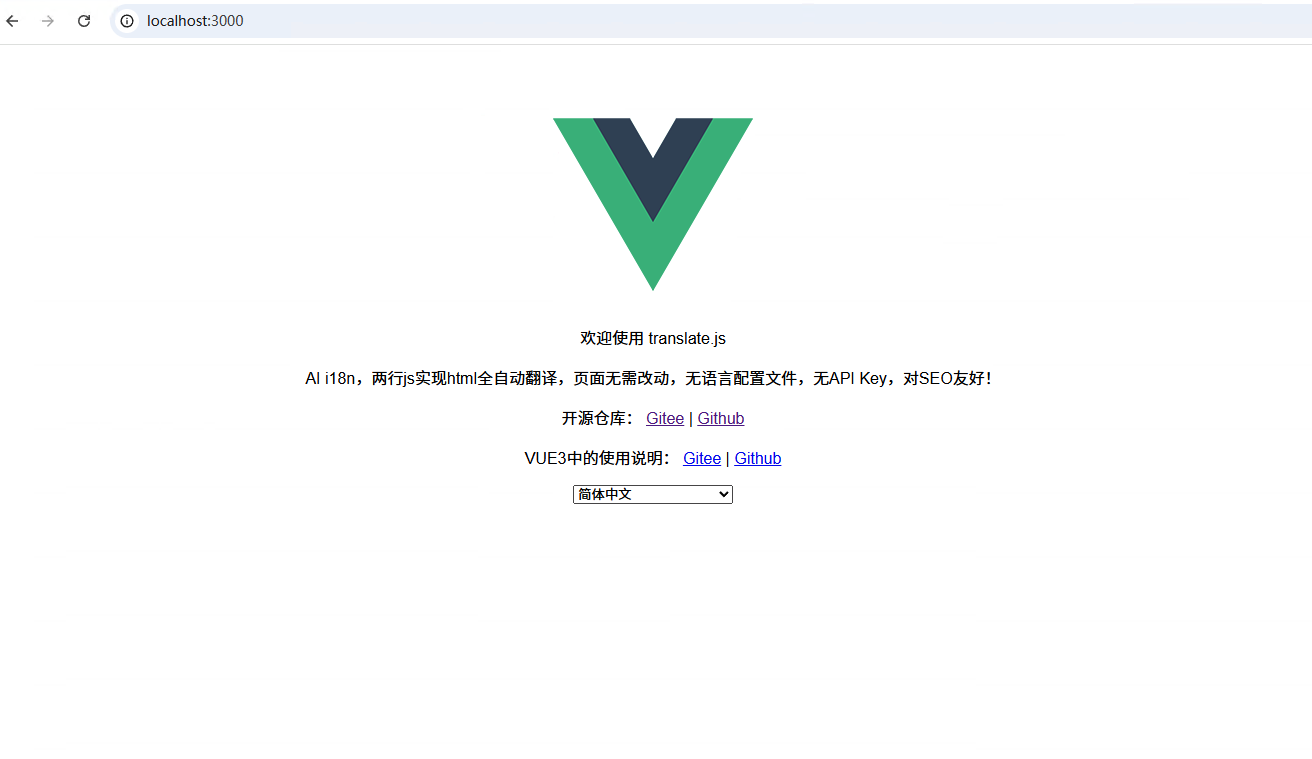 localhost:3000
欢迎使用 translate.js
AI i18n，两行js实现html全自动翻译，页面无需改动，无语言配置文件，无API Key，对SEO友好！
开源仓库： Gitee | Github
VUE3中的使用说明： Gitee | Github
简体中文